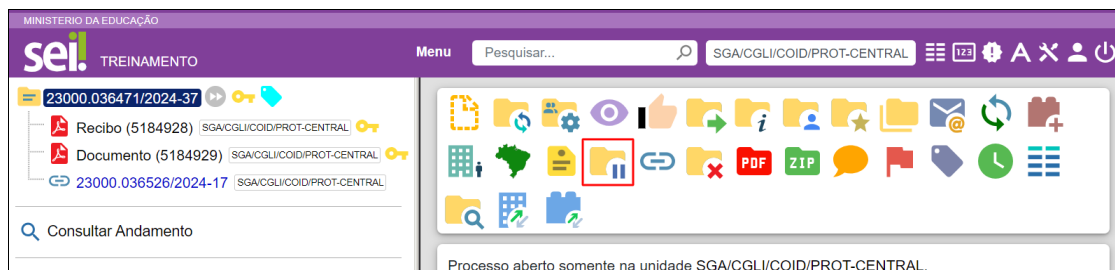 MINISTERIO DA EDUCAÇÃO
sei! TREINAMENTO
Menu Pesquisar... SGA/CGLI/COID/PROT-CENTRAL 123 A
23000.036471/2024-37
Recibo (5184928) SGA/CGLI/COID/PROT-CENTRAL
Documento (5184929) SGA/CGLI/COID/PROT-CENTRAL
23000.036526/2024-17 SGA/CGLI/COID/PROT-CENTRAL
Consultar Andamento
i @
PDF ZIP
Processo aberto somente na unidade SGA/CGLI/COID/PROT-CENTRAL.